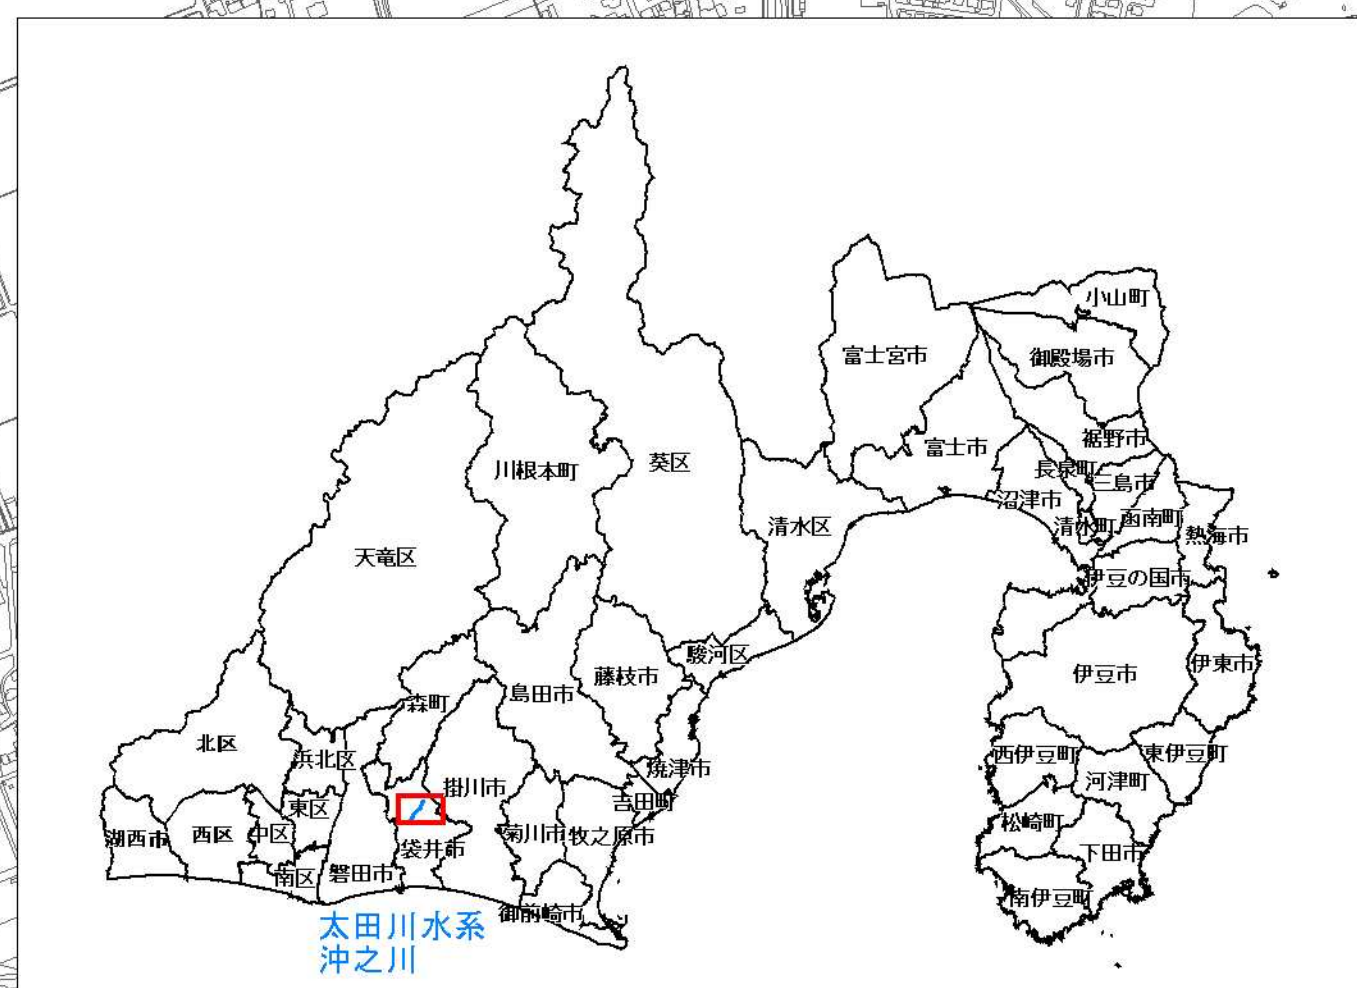 小山町
富士宮市
御殿場市
裾野市
富士市
葵区
川根本町
長泉町
三島市
沼津市
函南町
清水区
清水町
熱海市
天竜区
伊豆の国市
駿河区
伊東市
藤枝市
伊豆市
島田市
森町
北区
西伊豆町
東伊豆町
浜北区
焼津市
河津町
掛川市
吉田町
東区
松崎町
湖西市
西区
中区
菊川市
牧之原市
袋井市
下田市
磐田市
南区
南伊豆町
御前崎市
太田川水系
沖之川